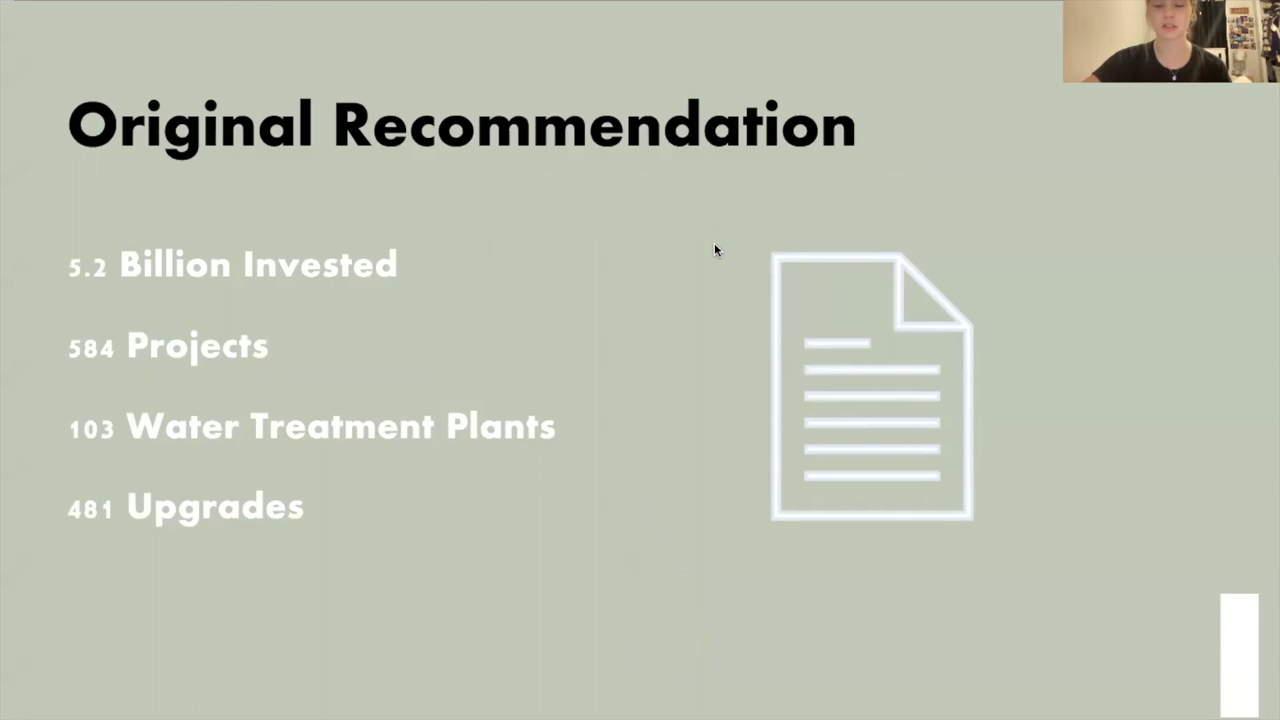 Original Recommendation
5.2 Billion Invested
584 Projects
103 Water Treatment Plants
481 Upgrades